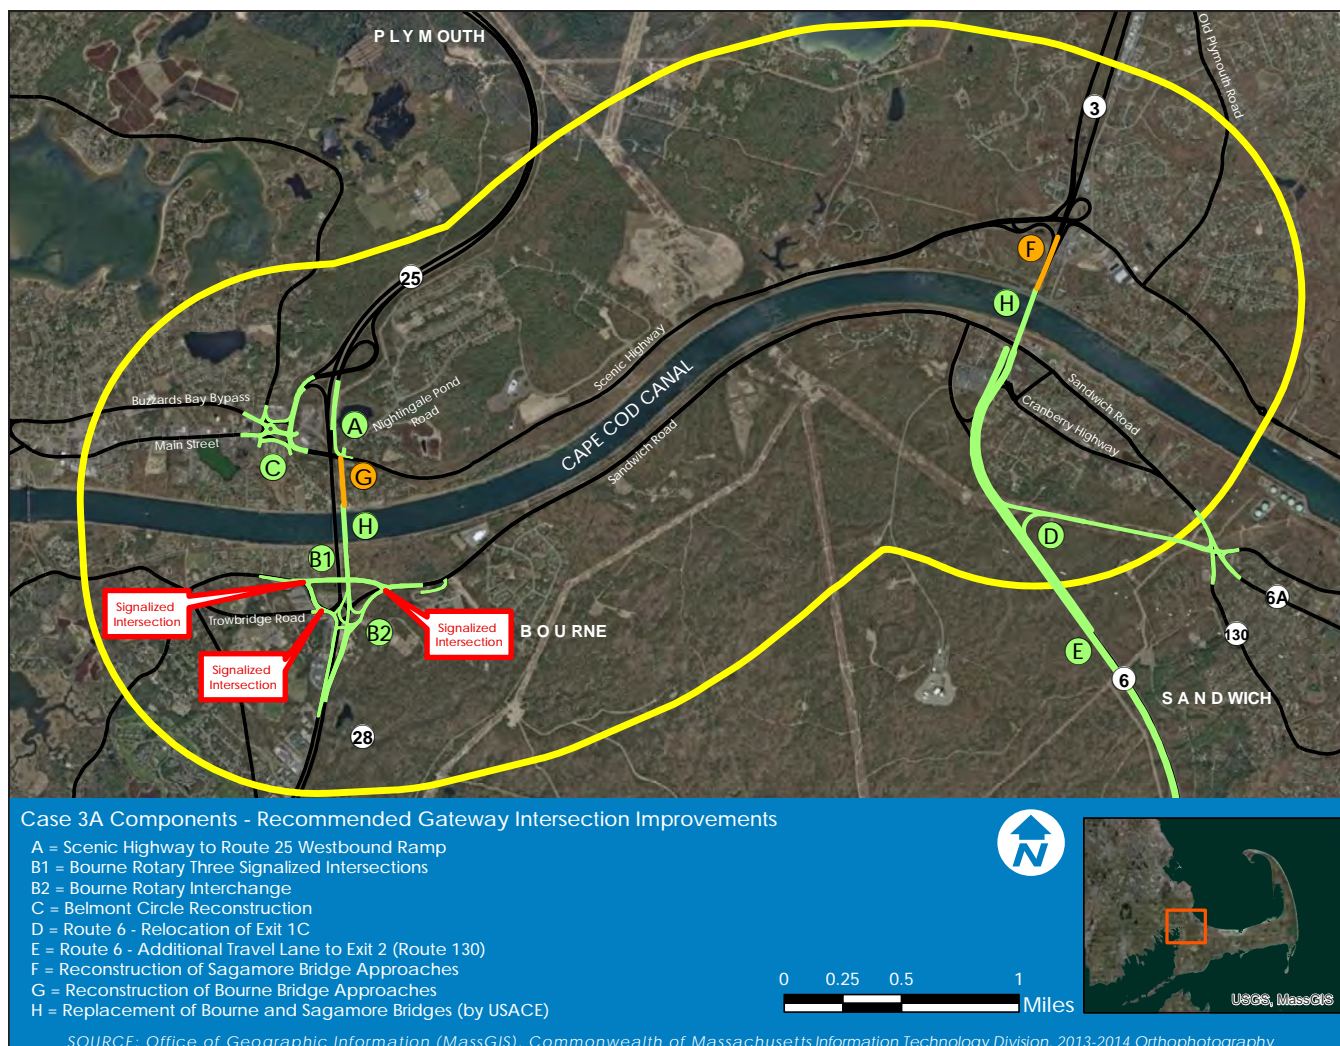 P L Y M O U T H
Old Plymouth Road
3
F
25
H
Scenic Highway
CAPE COD CANAL
Sandwich Road
Nightingale Pond
Road
Buzzards Bay Bypass
Main Street
A
C
G
H
Sandwich Road
Cranberry Highway
D
B1
Signalized
Intersection
Trowbridge Road
B2
Signalized
Intersection
B O U R N E
Signalized
Intersection
6A
130
E
6
S A N D W I C H
28
Case 3A Components - Recommended Gateway Intersection Improvements
A = Scenic Highway to Route 25 Westbound Ramp
B1 = Bourne Rotary Three Signalized Intersections
B2 = Bourne Rotary Interchange
C = Belmont Circle Reconstruction
D = Route 6 - Relocation of Exit 1C
E = Route 6 - Additional Travel Lane to Exit 2 (Route 130)
F = Reconstruction of Sagamore Bridge Approaches
G = Reconstruction of Bourne Bridge Approaches
H = Replacement of Bourne and Sagamore Bridges (by USACE)
N
0 0.25 0.5 1
Miles
USGS, MassGIS
SOURCE: Office of Geographic Information (MassGIS), Commonwealth of Massachusetts Information Technology Division, 2013-2014 Orthophotography